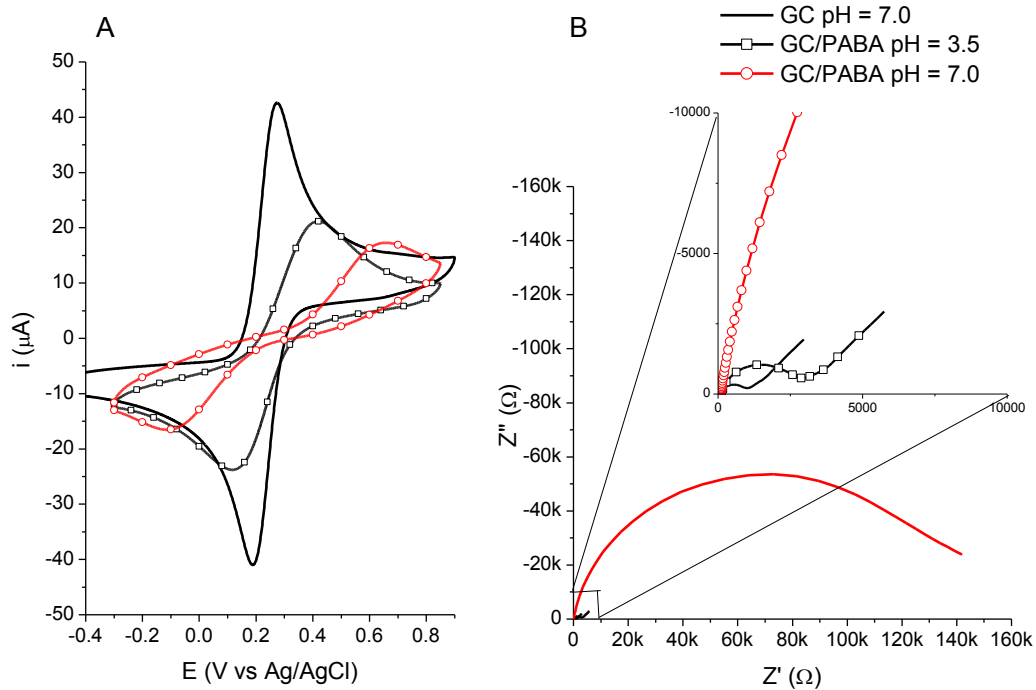 A
B
GC pH = 7.0
GC/PABA pH = 3.5
GC/PABA pH = 7.0
50
40
30
20
10
0
-10
-20
-30
-40
-50
i (μA)
-0.4
-0.2
0.0
0.2
0.4
0.6
0.8
E (V vs Ag/AgCl)
-10000
-5000
0
0
5000
10000
-160k
-140k
-120k
-100k
-80k
-60k
-40k
-20k
0
Z'' (Ω)
0
20k
40k
60k
80k
100k
120k
140k
160k
Z' (Ω)